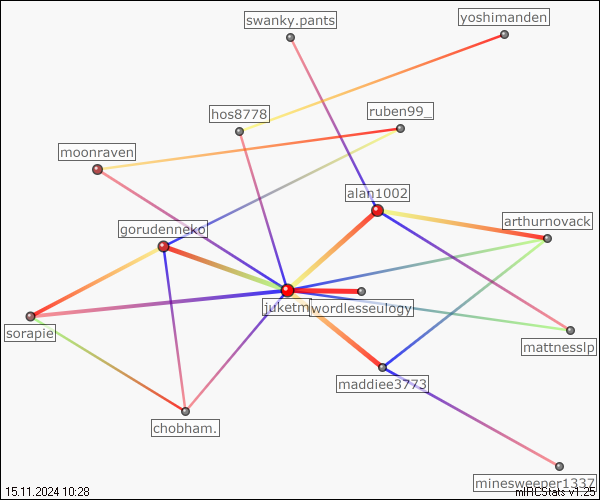 yoshimanden
swanky.pants
hos8778
ruben99_
moonraven
alan1002
arthurnovack
gorudenneko
juketm
wordlesseulogy
sorapie
mattnesslp
maddiee3773
chobham.
minesweeper1337
15.11.2024 10:28
mIRCStats v1.25